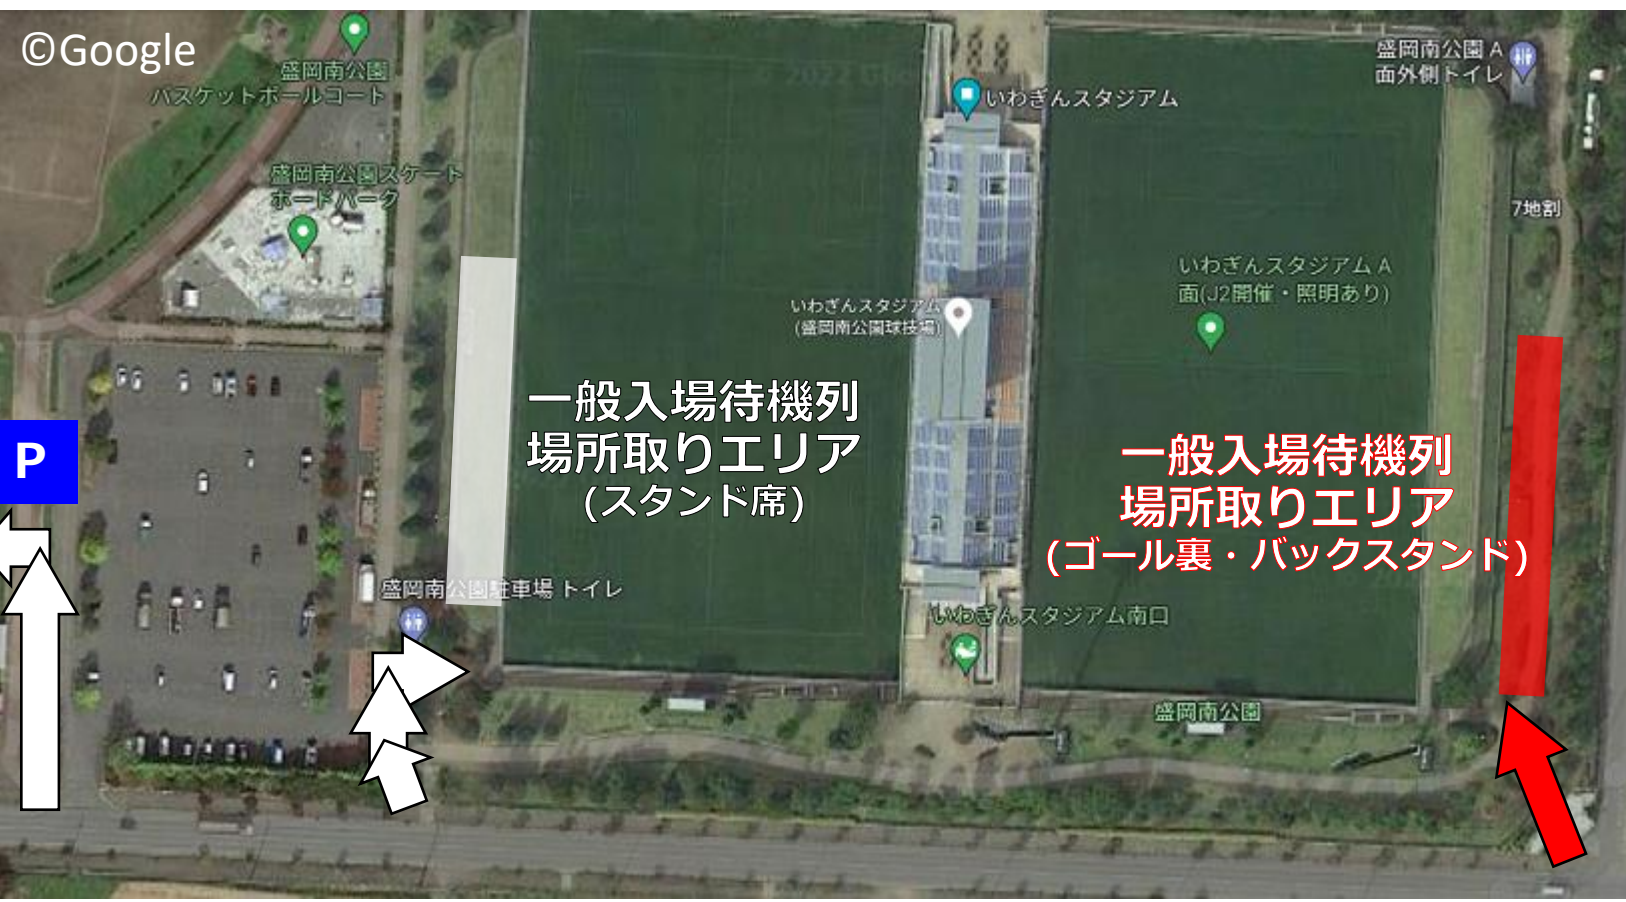 ©Google
盛岡南公園
バスケットボールコート
盛岡南公園スケート
ボードパーク
いわぎんスタジアム
盛岡南公園 A
面外側トイレ
7地割
いわぎんスタジアム A
面(J2開催・照明あり)
いわぎんスタジアム
(盛岡南公園球技場)
一般入場待機列
場所取りエリア
(スタンド席)
一般入場待機列
場所取りエリア
(ゴール裏・バックスタンド)
P
盛岡南公園駐車場 トイレ
いわぎんスタジアム南口
盛岡南公園